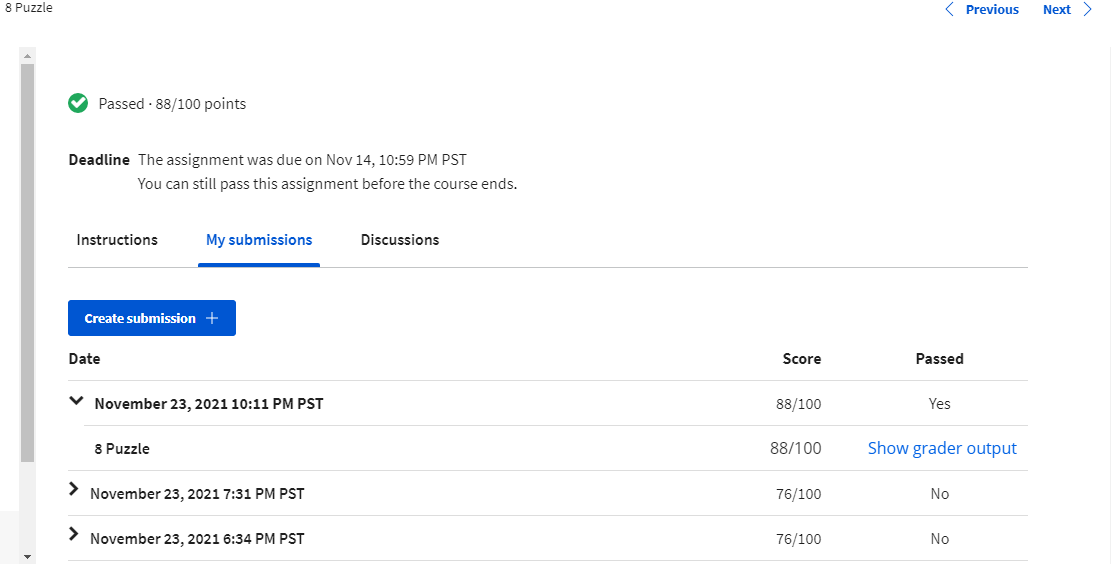 8 Puzzle
Previous Next
Passed · 88/100 points
Deadline The assignment was due on Nov 14, 10:59 PM PST
You can still pass this assignment before the course ends.
Instructions My submissions Discussions
Create submission +
Date Score Passed
November 23, 2021 10:11 PM PST 88/100 Yes
8 Puzzle 88/100 Show grader output
November 23, 2021 7:31 PM PST 76/100 No
November 23, 2021 6:34 PM PST 76/100 No